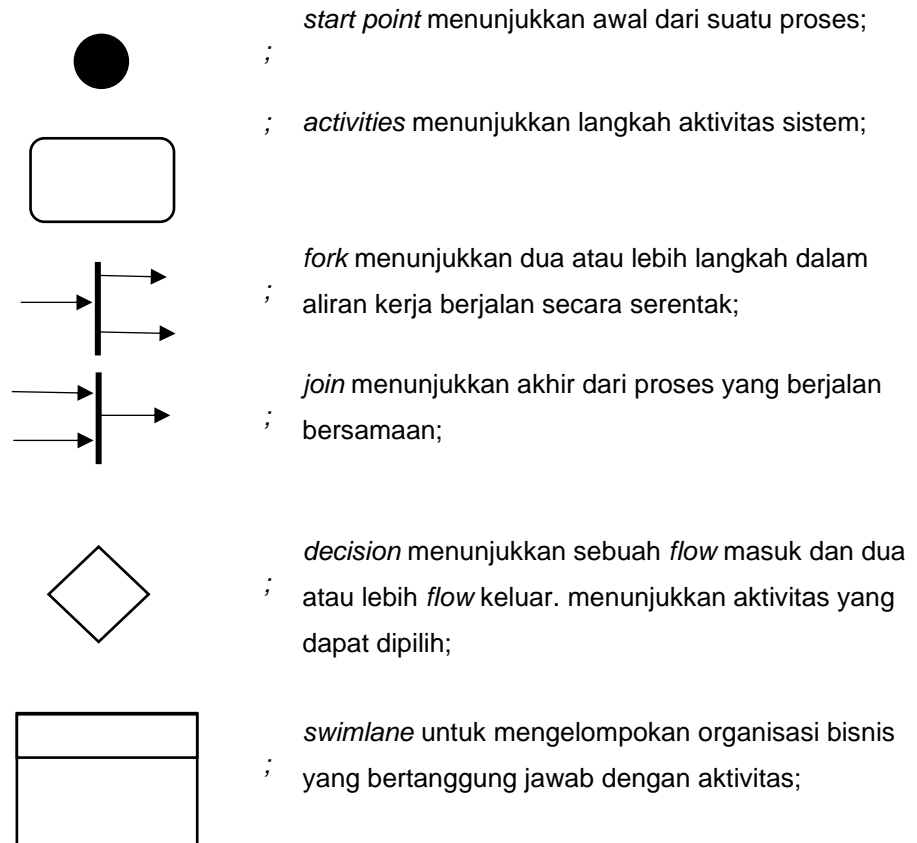 start point menunjukkan awal dari suatu proses;
;
; activities menunjukkan langkah aktivitas sistem;
fork menunjukkan dua atau lebih langkah dalam
;
aliran kerja berjalan secara serentak;
join menunjukkan akhir dari proses yang berjalan
;
bersamaan;
decision menunjukkan sebuah flow masuk dan dua
;
atau lebih flow keluar. menunjukkan aktivitas yang
dapat dipilih;
swimlane untuk mengelompokan organisasi bisnis
;
yang bertanggung jawab dengan aktivitas;